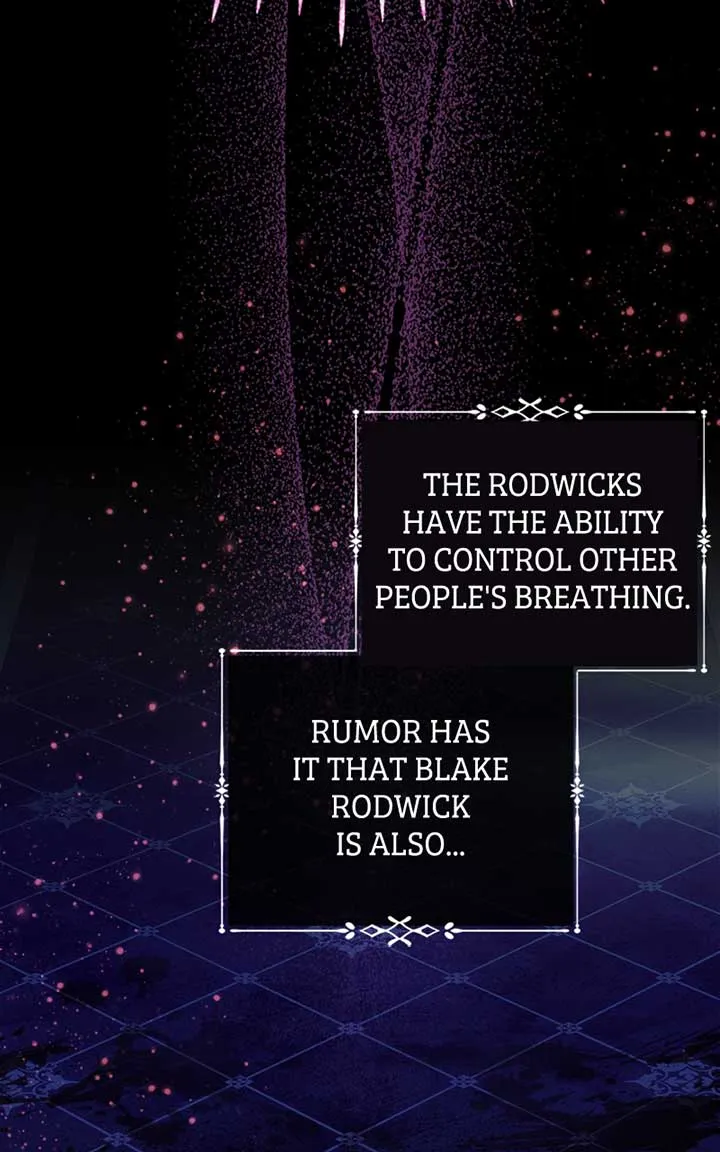 THE RODWICKS
HAVE THE ABILITY
TO CONTROL OTHER
PEOPLE'S BREATHING.
RUMOR HAS
IT THAT BLAKE
RODWICK
IS ALSO...